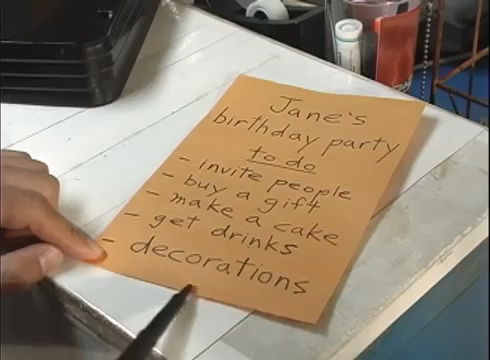 Jane's
birthday party
to do
- invite people
- buy a gift
- make a cake
- get drinks
- decorations